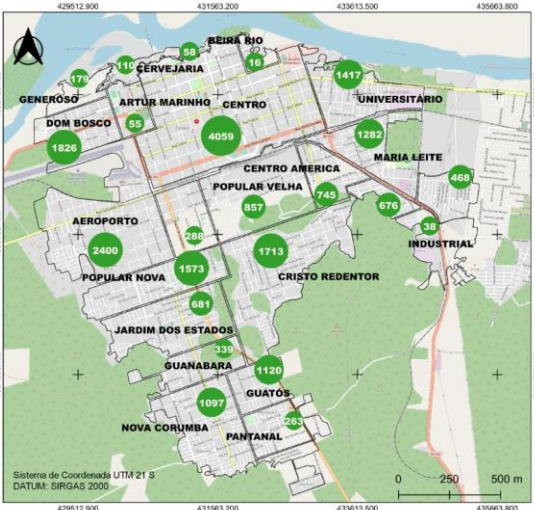 429512.900 431563.200 433613.500 435663.800
BEIRA RIO
58
16
110
CERVEJARIA
179
1417
GENEROSO
ARTUR MARINHO
CENTRO
UNIVERSITÁRIO
DOM BOSCO
55
4059
1282
1826
MARIA LEITE
CENTRO AMERICA
468
POPULAR VELHA
745
857
676
AEROPORTO
38
288
INDUSTRIAL
2400
1713
1573
POPULAR NOVA
CRISTO REDENTOR
681
JARDIM DOS ESTADOS
339
GUANABARA
1120
GUATÓS
1097
263
NOVA CORUMBA
PANTANAL
Sistema de Coordenada UTM 21 S
DATUM: SIRGAS 2000
0 250 500 m
429512.900 431563.200 433613.500 435663.800